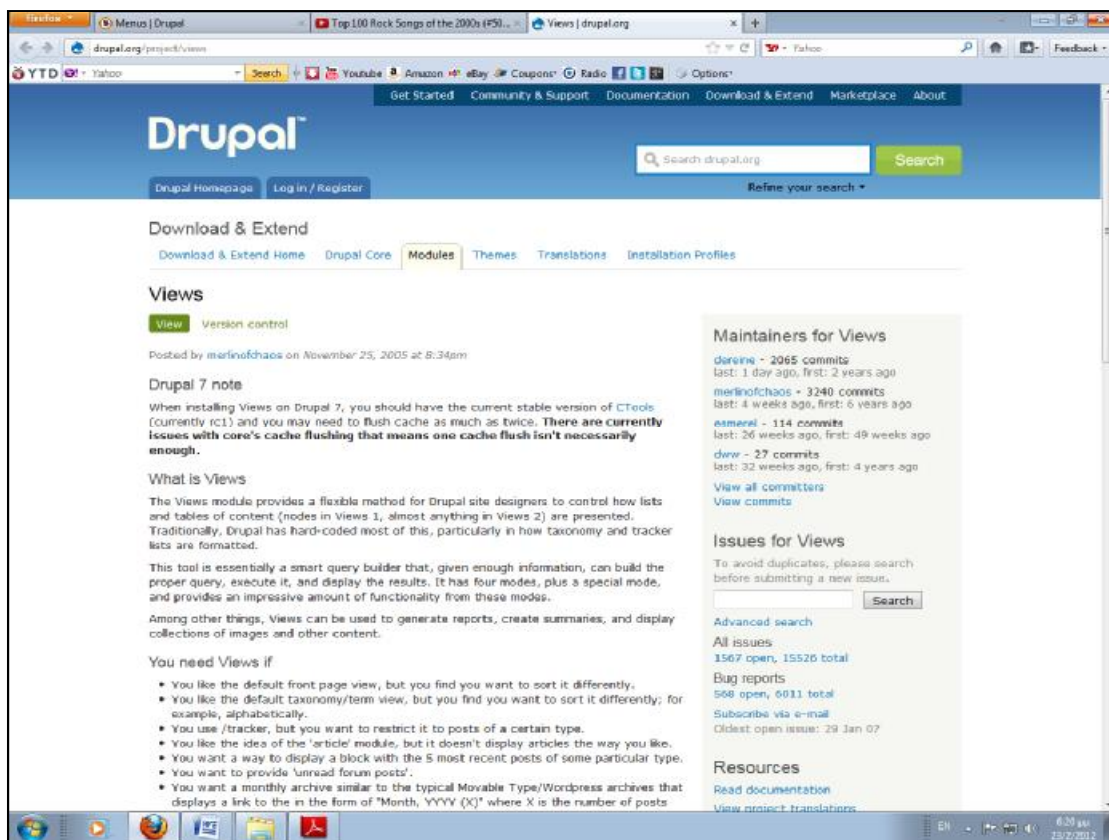 Firefox
Menus | Drupal
Top 100 Rock Songs of the 2000s (#50...
Views | drupal.org
drupal.org/project/views
Yahoo
Feedback
YTD
Yahoo
Search
Youtube
Amazon
eBay
Coupons
Radio
Options
Get Started Community & Support Documentation Download & Extend Marketplace About
Drupal™
Search drupal.org
Search
Drupal Homepage Log in / Register
Refine your search
Download & Extend
Download & Extend Home Drupal Core Modules Themes Translations Installation Profiles
Views
View Version control
Posted by merlinofchaos on November 25, 2005 at 8:34pm
Drupal 7 note
When installing Views on Drupal 7, you should have the current stable version of CTools
(currently rc1) and you may need to flush cache as much as twice. There are currently
issues with core's cache flushing that means one cache flush isn't necessarily
enough.
What is Views
The Views module provides a flexible method for Drupal site designers to control how lists
and tables of content (nodes in Views 1, almost anything in Views 2) are presented.
Traditionally, Drupal has hard-coded most of this, particularly in how taxonomy and tracker
lists are formatted.
This tool is essentially a smart query builder that, given enough information, can build the
proper query, execute it, and display the results. It has four modes, plus a special mode,
and provides an impressive amount of functionality from these modes.
Among other things, Views can be used to generate reports, create summaries, and display
collections of images and other content.
You need Views if
• You like the default front page view, but you find you want to sort it differently.
• You like the default taxonomy/term view, but you find you want to sort it differently; for
example, alphabetically.
• You use /tracker, but you want to restrict it to posts of a certain type.
• You like the idea of the 'article' module, but it doesn't display articles the way you like.
• You want a way to display a block with the 5 most recent posts of some particular type.
• You want to provide 'unread forum posts'.
• You want a monthly archive similar to the typical Movable Type/Wordpress archives that
displays a link to the in the form of "Month, YYYY (X)" where X is the number of posts
Maintainers for Views
dereine - 2065 commits
last: 1 day ago, first: 2 years ago
merlinofchaos - 3240 commits
last: 4 weeks ago, first: 6 years ago
esmerel - 114 commits
last: 26 weeks ago, first: 49 weeks ago
dww - 27 commits
last: 32 weeks ago, first: 4 years ago
View all committers
View commits
Issues for Views
To avoid duplicates, please search
before submitting a new issue.
Search
Advanced search
All issues
1567 open, 15526 total
Bug reports
568 open, 6011 total
Subscribe via e-mail
Oldest open issue: 29 Jan 07
Resources
Read documentation
View project translations
EN
6:20 μμ
23/2/2012